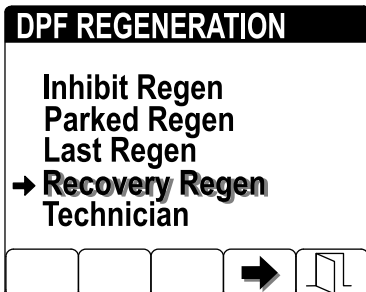 DPF REGENERATION
Inhibit Regen
Parked Regen
Last Regen
Recovery Regen
Technician